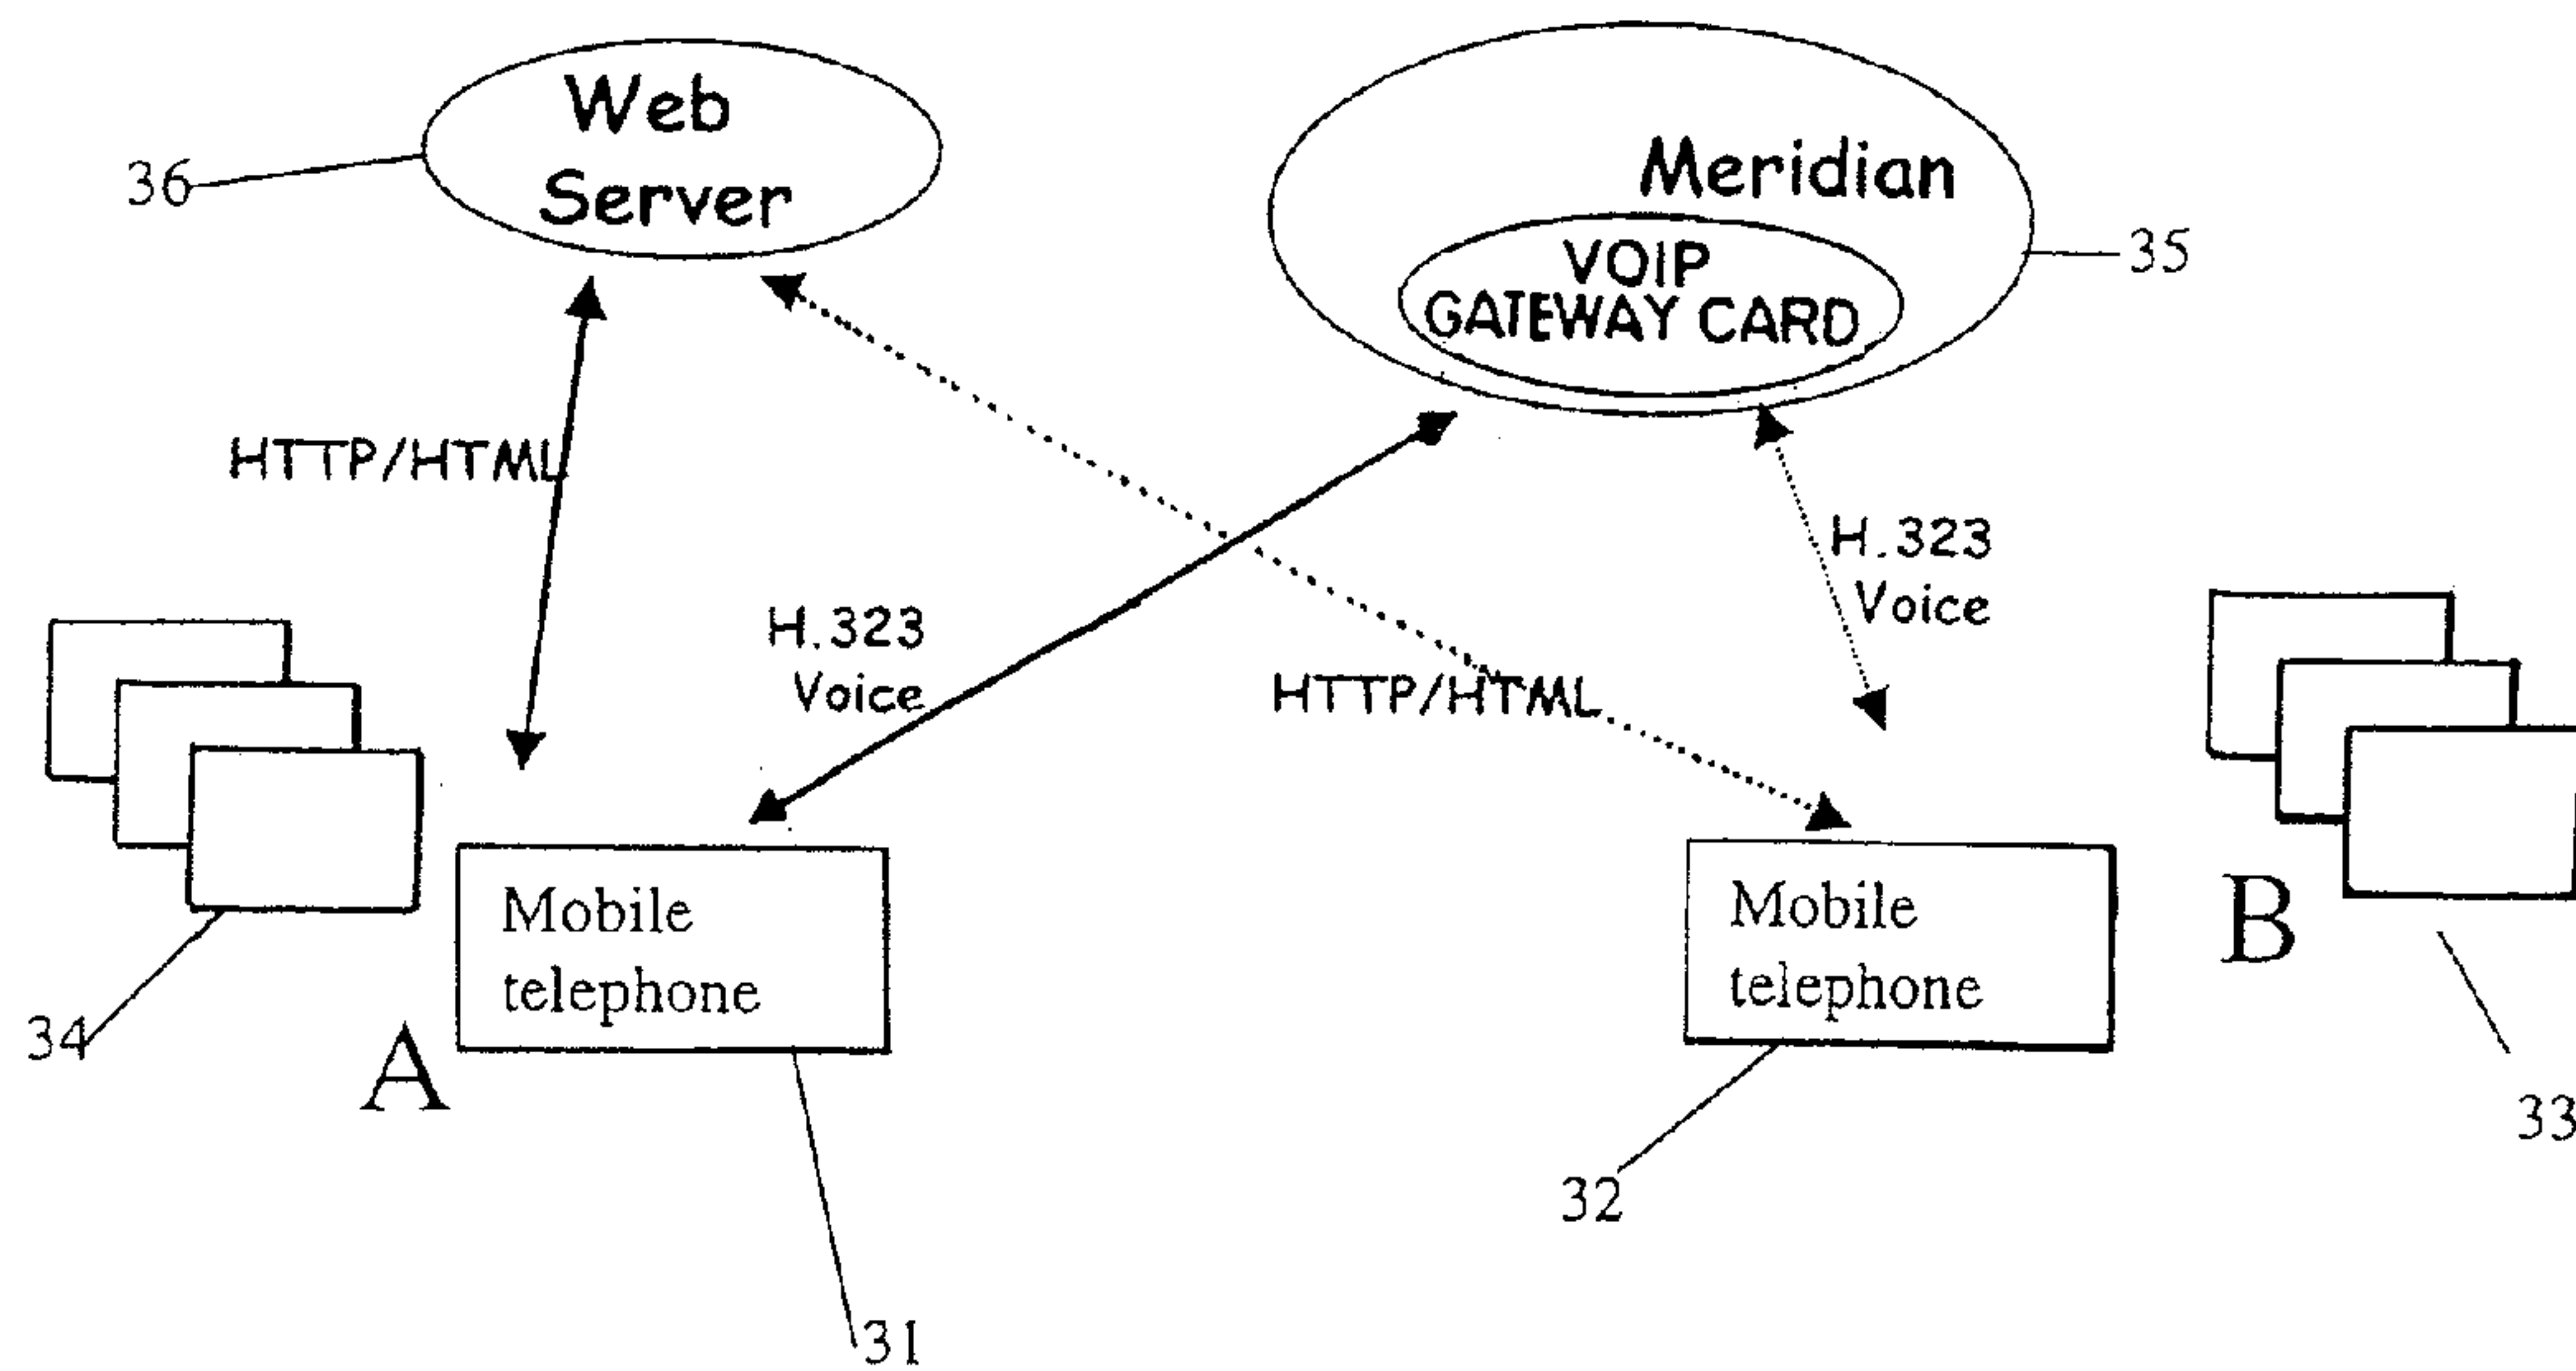 Web
Server
36
Meridian
VOIP
GATEWAY CARD
35
HTTP/HTML
H.323
Voice
H.323
Voice
HTTP/HTML
34
A
Mobile
telephone
31
Mobile
telephone
32
B
33